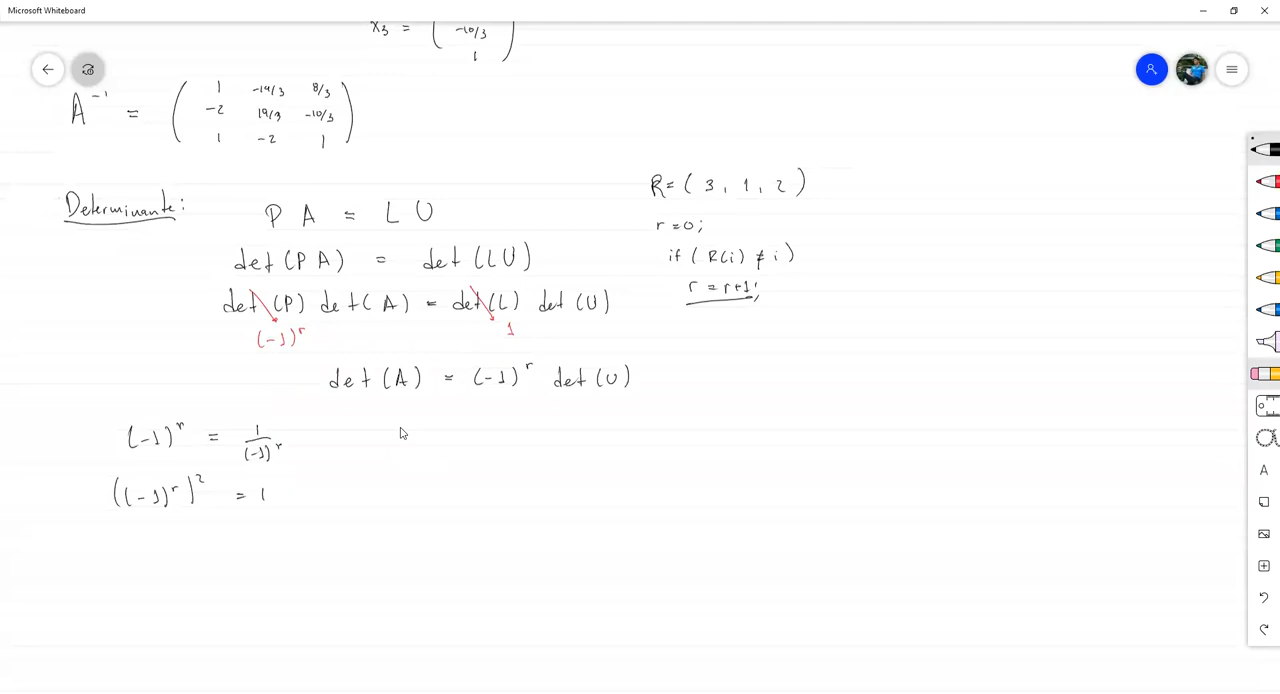 Microsoft Whiteboard
x₃ = ( -10/3
1 )
A⁻¹ = ( 1 -14/3 8/3
-2 19/3 -10/3
1 -2 1 )
Determinante:
P A = L U
det (P A) = det (L U)
det (P) det (A) = det (L) det (U)
(-1)^r 1
det (A) = (-1)^r det (U)
(-1)^r = 1/(-1)^r
((-1)^r)² = 1
R = ( 3 , 1 , 2 )
r = 0;
if ( R(i) ≠ i )
r = r+1;
A